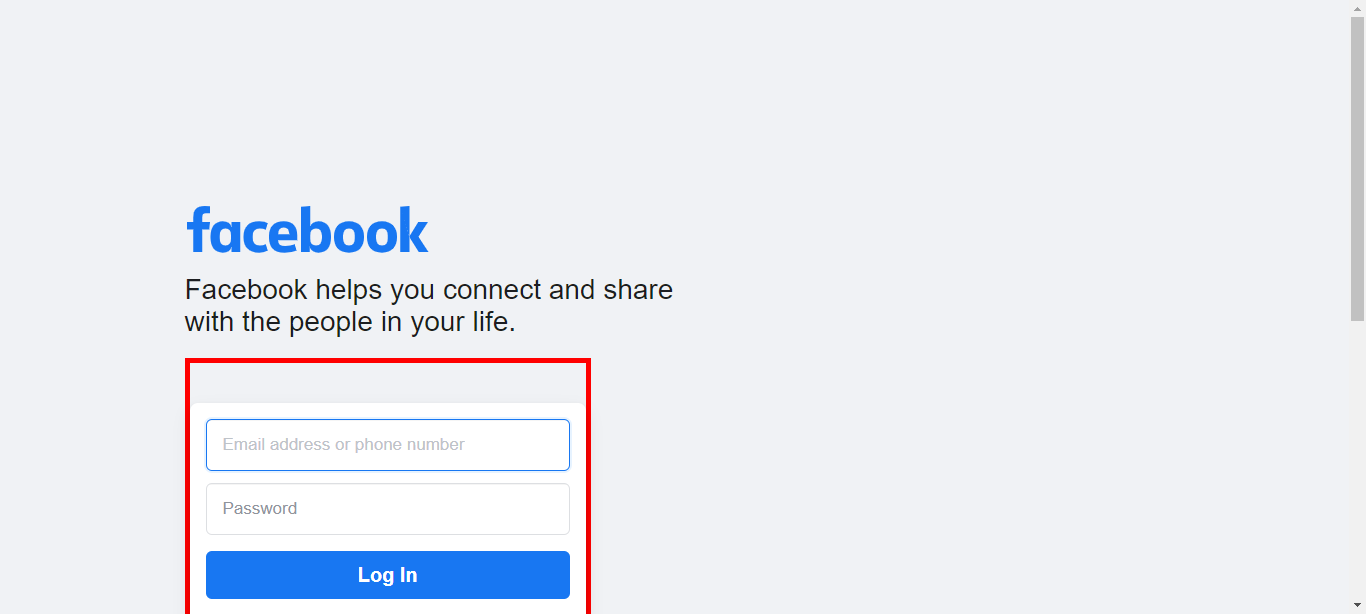 facebook
Facebook helps you connect and share
with the people in your life.
Email address or phone number
Password
Log In